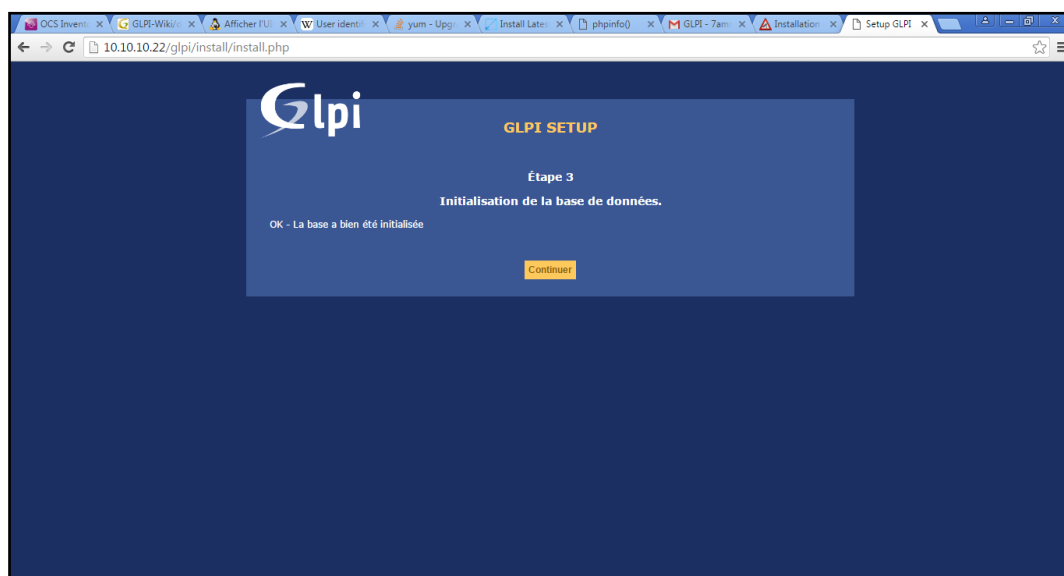 OCS Invent
GLPI-Wiki/c
Afficher l'U
User identi
yum - Upg
Install Late
phpinfo()
GLPI - 7am
Installation
Setup GLPI
10.10.10.22/glpi/install/install.php
Glpi
GLPI SETUP
Étape 3
Initialisation de la base de données.
OK - La base a bien été initialisée
Continuer